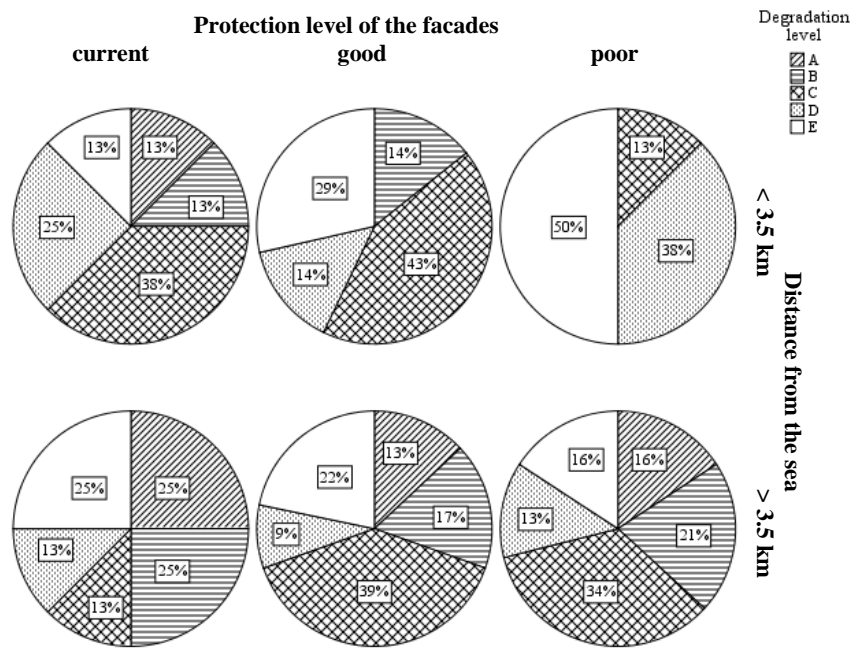 Protection level of the facades
current good poor
Degradation
level
A
B
C
D
E
13% 13%
13%
38%
25%
14%
43%
14%
29%
13%
38%
50%
< 3.5 km
Distance from the sea
25%
25%
13%
13%
25%
13%
17%
39%
9%
22%
16%
21%
34%
13%
16%
> 3.5 km